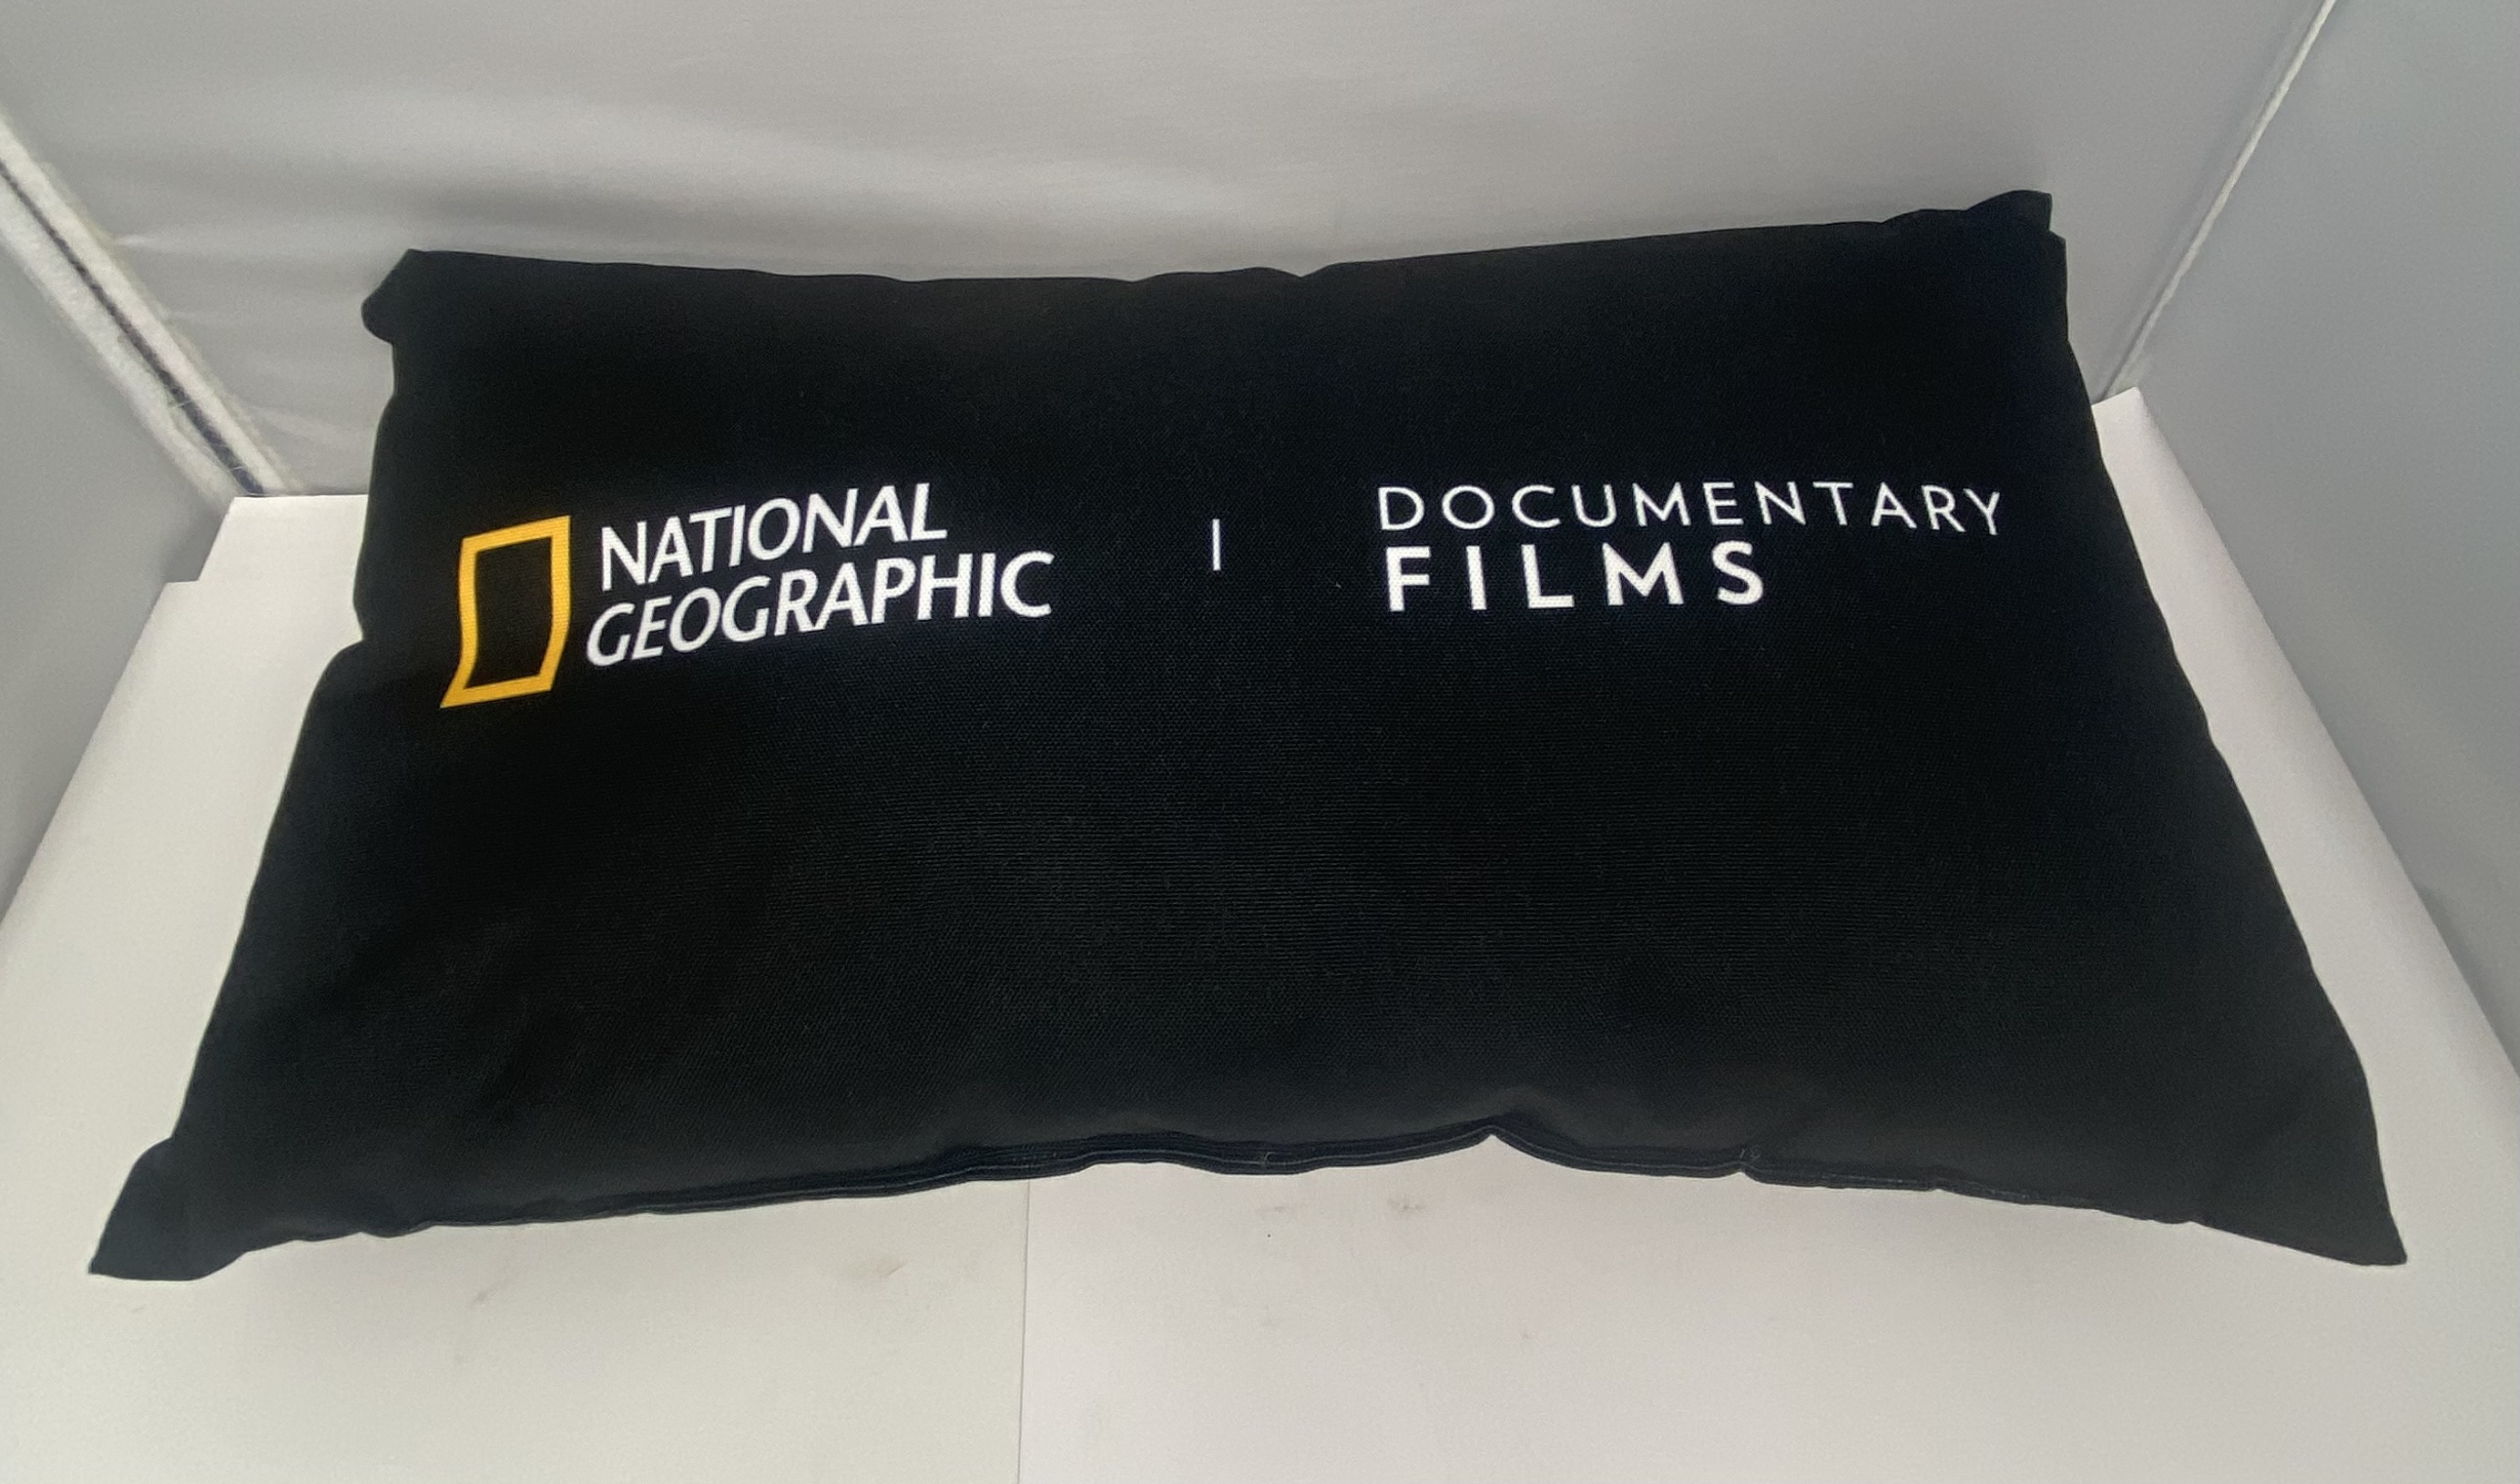 NATIONAL
GEOGRAPHIC
|
DOCUMENTARY
FILMS